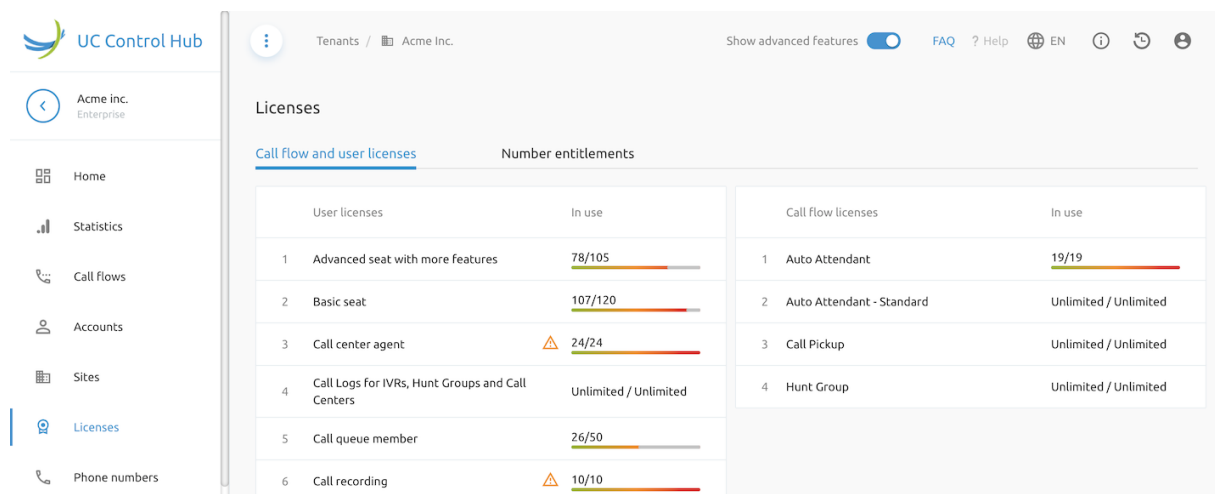 UC Control Hub
Tenants / Acme Inc.
Show advanced features
FAQ
? Help
EN
Acme inc.
Enterprise
Home
Statistics
Call flows
Accounts
Sites
Licenses
Phone numbers
Licenses
Call flow and user licenses
Number entitlements
User licenses In use
1 Advanced seat with more features 78/105
2 Basic seat 107/120
3 Call center agent 24/24
4 Call Logs for IVRs, Hunt Groups and Call
Centers Unlimited / Unlimited
5 Call queue member 26/50
6 Call recording 10/10
Call flow licenses In use
1 Auto Attendant 19/19
2 Auto Attendant - Standard Unlimited / Unlimited
3 Call Pickup Unlimited / Unlimited
4 Hunt Group Unlimited / Unlimited